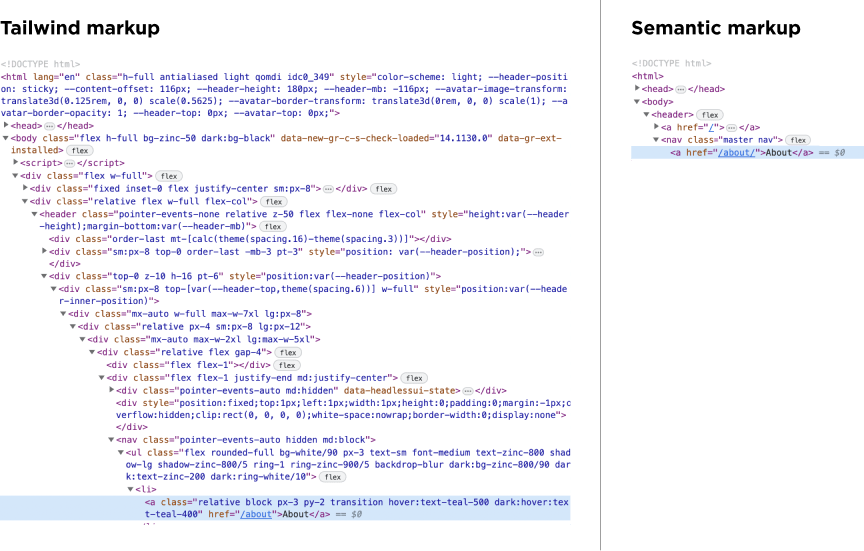 Tailwind markup
<!DOCTYPE html>
<html lang="en" class="h-full antialiased light qomdi idc0_349" style="color-scheme: light; --header-positi
on: sticky; --content-offset: 116px; --header-height: 180px; --header-mb: -116px; --avatar-image-transform:
translate3d(0.125rem, 0, 0) scale(0.5625); --avatar-border-transform: translate3d(0rem, 0, 0) scale(1); --a
vatar-border-opacity: 1; --header-top: 0px; --avatar-top: 0px;">
▶<head>⋯</head>
▼<body class="flex h-full bg-zinc-50 dark:bg-black" data-new-gr-c-s-check-loaded="14.1130.0" data-gr-ext-
installed> flex
▶<script>⋯</script>
▼<div class="flex w-full"> flex
▶<div class="fixed inset-0 flex justify-center sm:px-8">⋯</div> flex
▼<div class="relative flex w-full flex-col"> flex
▼<header class="pointer-events-none relative z-50 flex flex-none flex-col" style="height:var(--header
-height);margin-bottom:var(--header-mb)"> flex
<div class="order-last mt-[calc(theme(spacing.16)-theme(spacing.3))]"></div>
▶<div class="sm:px-8 top-0 order-last -mb-3 pt-3" style="position: var(--header-position);">⋯
</div>
▼<div class="top-0 z-10 h-16 pt-6" style="position:var(--header-position)">
▼<div class="sm:px-8 top-[var(--header-top,theme(spacing.6))] w-full" style="position:var(--heade
r-inner-position)">
▼<div class="mx-auto w-full max-w-7xl lg:px-8">
▼<div class="relative px-4 sm:px-8 lg:px-12">
▼<div class="mx-auto max-w-2xl lg:max-w-5xl">
▼<div class="relative flex gap-4"> flex
<div class="flex flex-1"></div> flex
▼<div class="flex flex-1 justify-end md:justify-center"> flex
▶<div class="pointer-events-auto md:hidden" data-headlessui-state>⋯</div>
<div style="position:fixed;top:1px;left:1px;width:1px;height:0;padding:0;margin:-1px;o
verflow:hidden;clip:rect(0, 0, 0, 0);white-space:nowrap;border-width:0;display:none">
</div>
▼<nav class="pointer-events-auto hidden md:block">
▼<ul class="flex rounded-full bg-white/90 px-3 text-sm font-medium text-zinc-800 shad
ow-lg shadow-zinc-800/5 ring-1 ring-zinc-900/5 backdrop-blur dark:bg-zinc-800/90 dar
k:text-zinc-200 dark:ring-white/10"> flex
▼<li>
<a class="relative block px-3 py-2 transition hover:text-teal-500 dark:hover:tex
t-teal-400" href="/about">About</a> == $0
Semantic markup
<!DOCTYPE html>
<html>
▶<head>⋯</head>
▼<body>
▼<header> flex
▶<a href="/">⋯</a>
▼<nav class="master nav"> flex
<a href="/about/">About</a> == $0